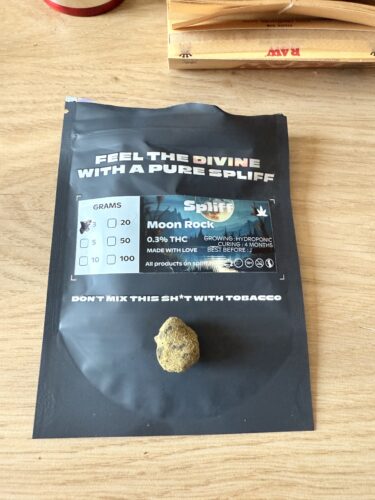 RAW
FEEL THE DIVINE
WITH A PURE SPLIFF
GRAMS
3
20
5
50
10
100
Spliff
Moon Rock
0.3% THC
MADE WITH LOVE
GROWING: HYDROPONIC
CURING: 4 MONTHS
BEST BEFORE:
All products on
DON'T MIX THIS SH*T WITH TOBACCO